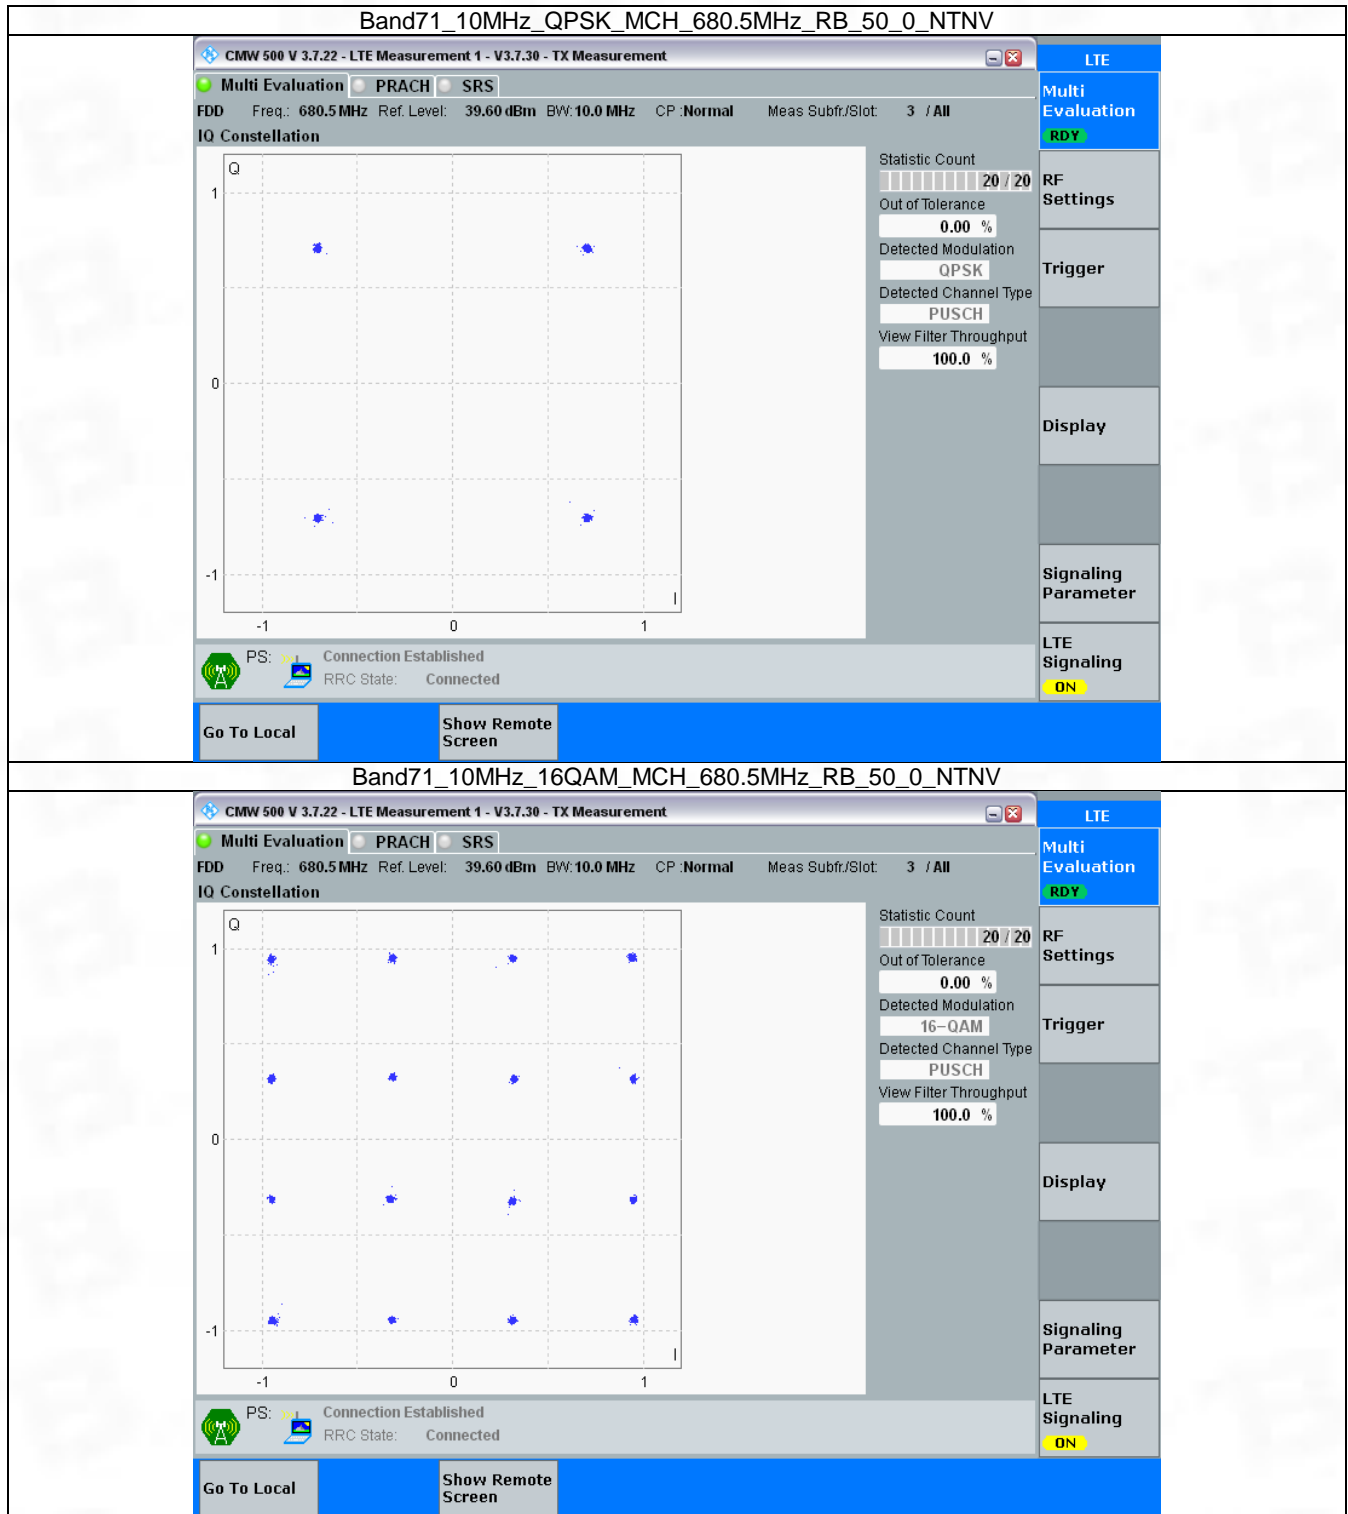 Band71_10MHz_QPSK_MCH_680.5MHz_RB_50_0_NTNV
CMW 500 V 3.7.22 - LTE Measurement 1 - V3.7.30 - TX Measurement
LTE
Multi Evaluation PRACH SRS
Multi
Evaluation
RDY
FDD Freq.: 680.5 MHz Ref. Level: 39.60 dBm BW: 10.0 MHz CP :Normal Meas Subfr./Slot: 3 / All
IQ Constellation
Q
1
0
-1
I
-1 0 1
Statistic Count
20 / 20
Out of Tolerance
0.00 %
Detected Modulation
QPSK
Detected Channel Type
PUSCH
View Filter Throughput
100.0 %
RF
Settings
Trigger
Display
Signaling
Parameter
LTE
Signaling
ON
PS: Connection Established
RRC State: Connected
Go To Local
Show Remote
Screen
Band71_10MHz_16QAM_MCH_680.5MHz_RB_50_0_NTNV
CMW 500 V 3.7.22 - LTE Measurement 1 - V3.7.30 - TX Measurement
LTE
Multi Evaluation PRACH SRS
Multi
Evaluation
RDY
FDD Freq.: 680.5 MHz Ref. Level: 39.60 dBm BW: 10.0 MHz CP :Normal Meas Subfr./Slot: 3 / All
IQ Constellation
Q
1
0
-1
I
-1 0 1
Statistic Count
20 / 20
Out of Tolerance
0.00 %
Detected Modulation
16-QAM
Detected Channel Type
PUSCH
View Filter Throughput
100.0 %
RF
Settings
Trigger
Display
Signaling
Parameter
LTE
Signaling
ON
PS: Connection Established
RRC State: Connected
Go To Local
Show Remote
Screen